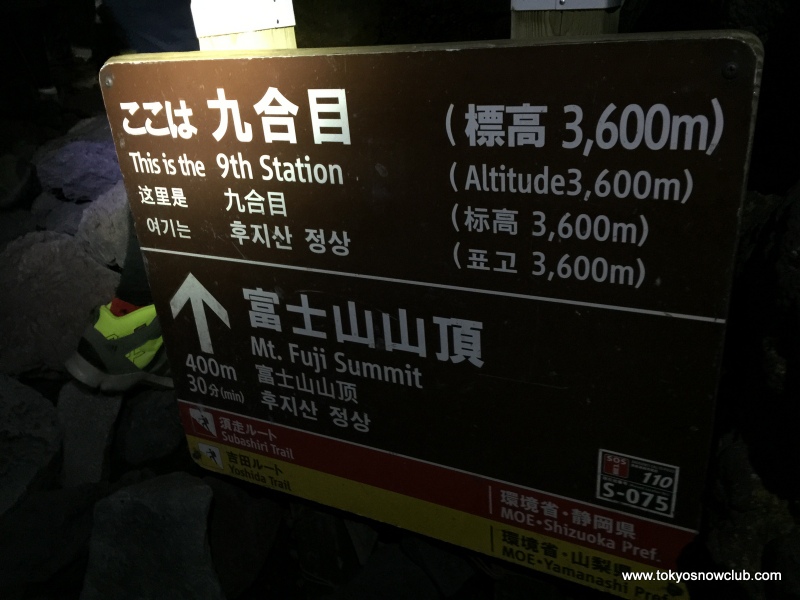 ここは 九合目 (標高 3,600m)
This is the 9th Station (Altitude3,600m)
这里是 九合目 (标高 3,600m)
여기는 후지산 정상 (표고 3,600m)
富士山山頂
Mt. Fuji Summit
400m 富士山山顶
30分(min) 후지산 정상
須走ルート
Subashiri Trail
吉田ルート
Yoshida Trail
SOS
110
S-075
環境省・静岡県
MOE・Shizuoka Pref.
環境省・山梨県
MOE・Yamanashi Pref
www.tokyosnowclub.com